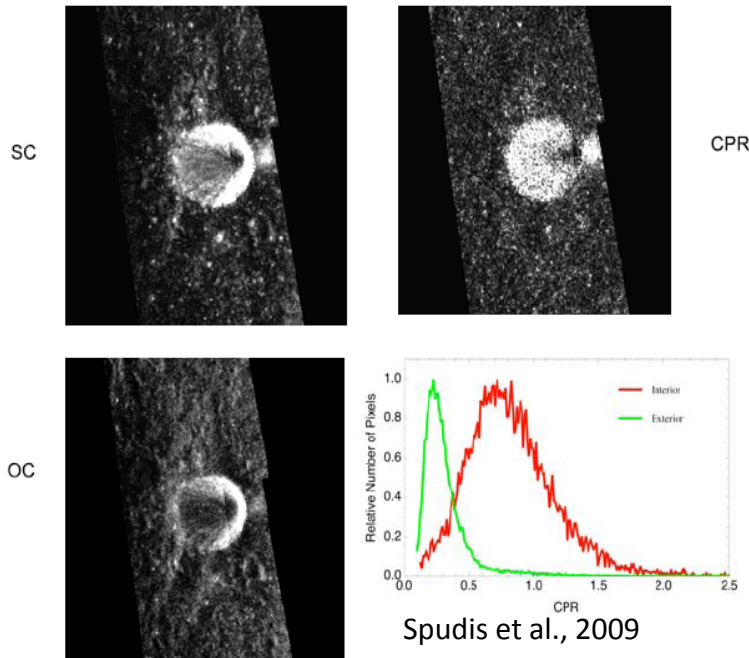 SC
CPR
OC
Relative Number of Pixels
1.0
0.8
0.6
0.4
0.2
0.0
Interior
Exterior
0.0 0.5 1.0 1.5 2.0 2.5
CPR
Spudis et al., 2009